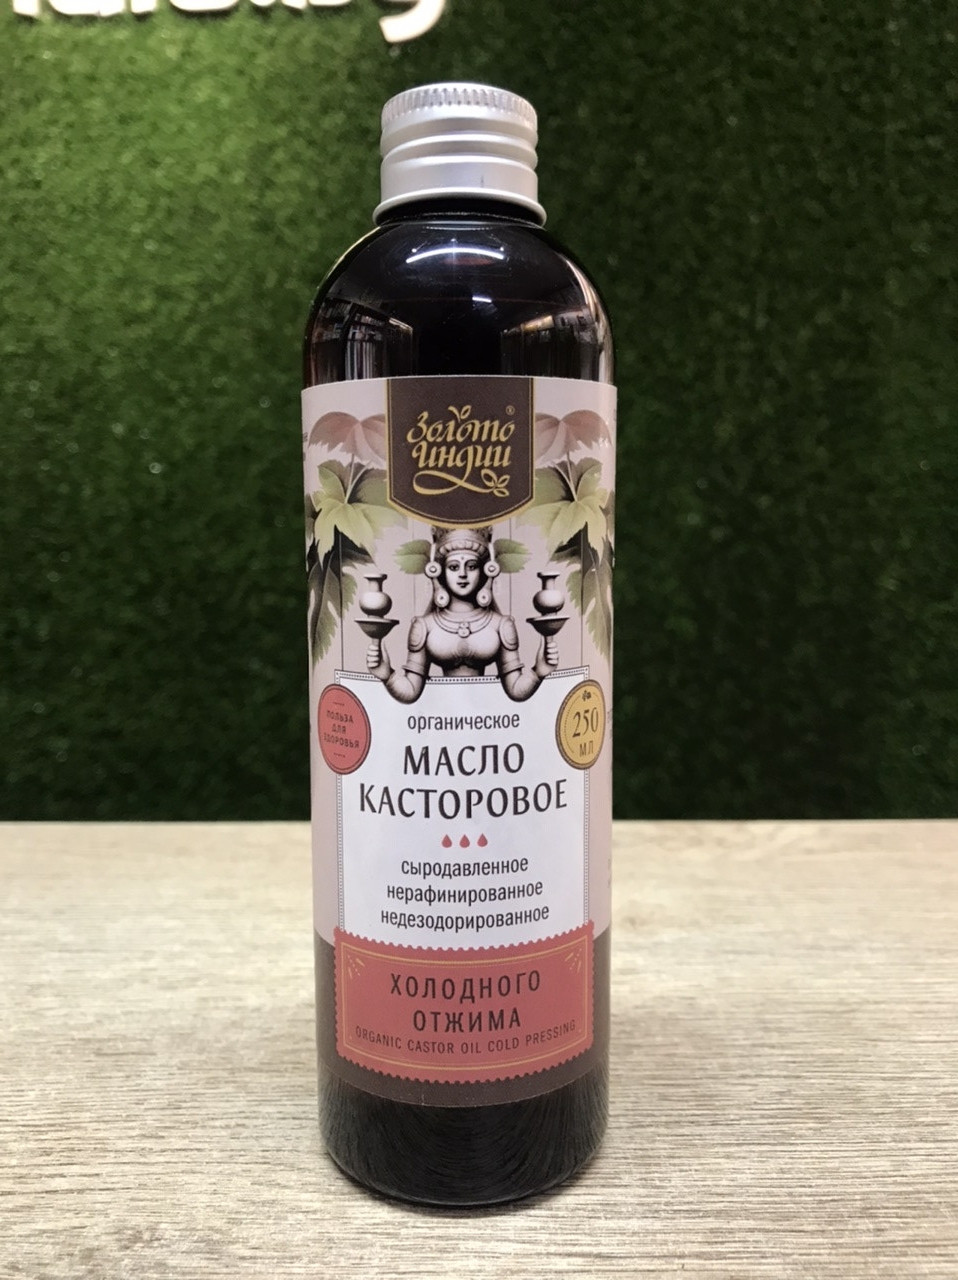 Золото
Индии
®
ПОЛЬЗА
ДЛЯ
ЗДОРОВЬЯ
250
МЛ
органическое
МАСЛО
КАСТОРОВОЕ
сыродавленное
нерафинированное
недезодорированное
ХОЛОДНОГО
ОТЖИМА
ORGANIC CASTOR OIL COLD PRESSING